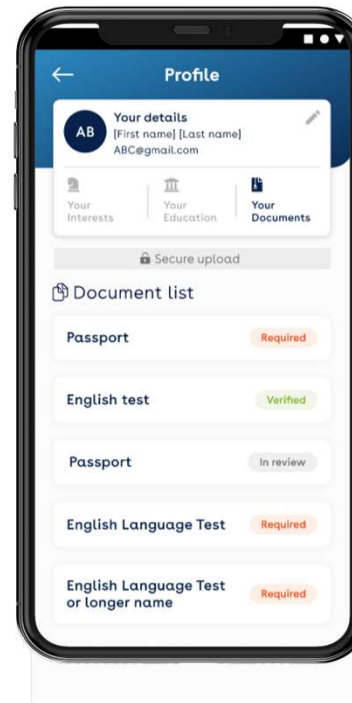 Profile
AB
Your details
[First name] [Last name]
ABC@gmail.com
Your
Interests
Your
Education
Your
Documents
Secure upload
Document list
Passport
Required
English test
Verified
Passport
In review
English Language Test
Required
English Language Test
or longer name
Required